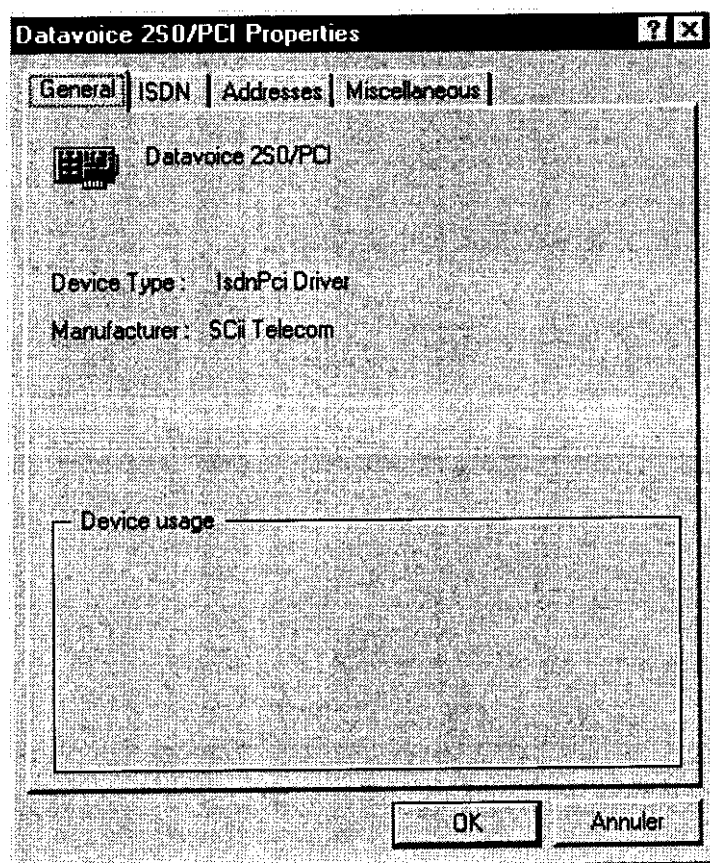 Datavoice 2S0/PCI Properties
General ISDN Addresses Miscellaneous
Datavoice 2S0/PCI
Device Type : IsdnPci Driver
Manufacturer : SCii Telecom
Device usage
OK Annuler